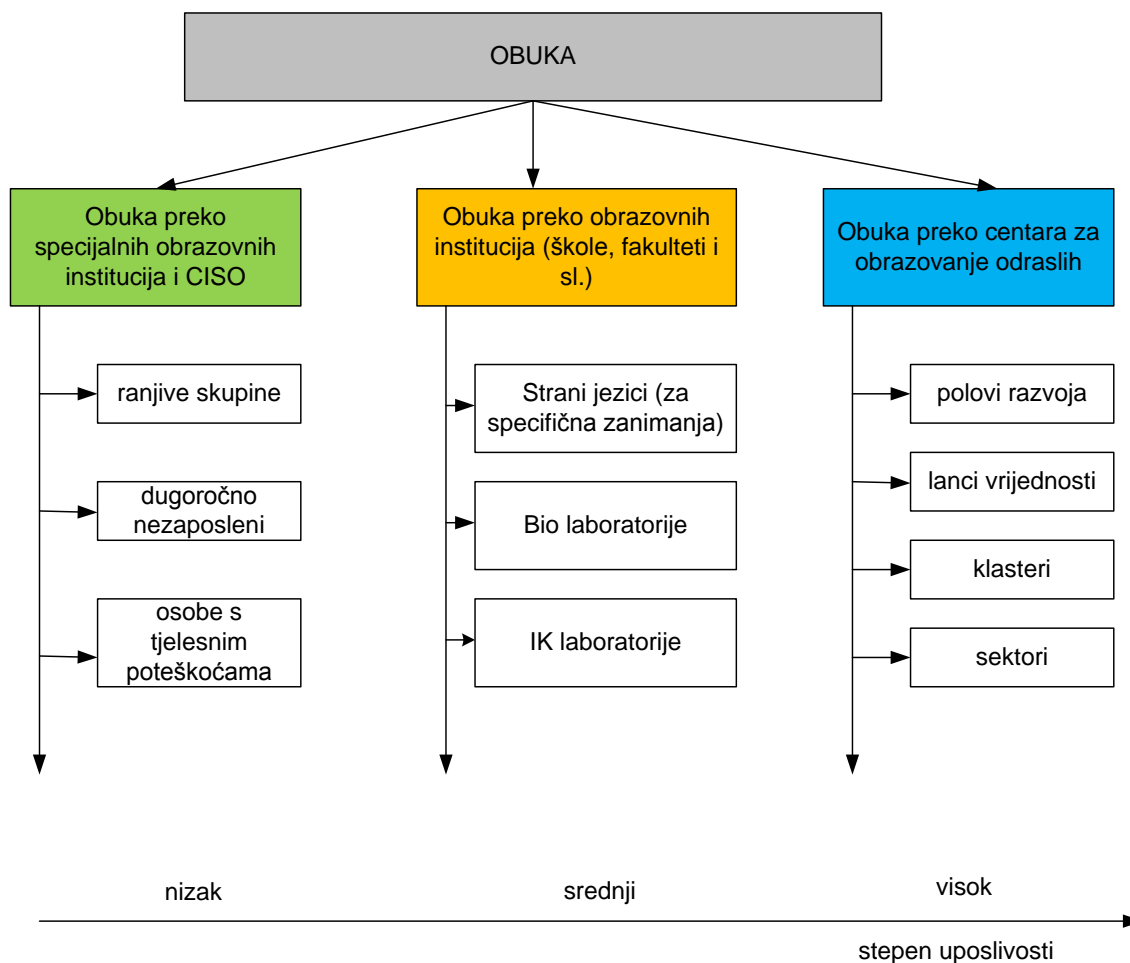 OBUKA
Obuka preko
specijalnih obrazovnih
institucija i CISO
Obuka preko obrazovnih
institucija (škole, fakulteti i
sl.)
Obuka preko centara za
obrazovanje odraslih
ranjive skupine
dugoročno
nezaposleni
osobe s
tjelesnim
poteškoćama
Strani jezici (za
specifična zanimanja)
Bio laboratorije
IK laboratorije
polovi razvoja
lanci vrijednosti
klasteri
sektori
nizak
srednji
visok
stepen uposlivosti